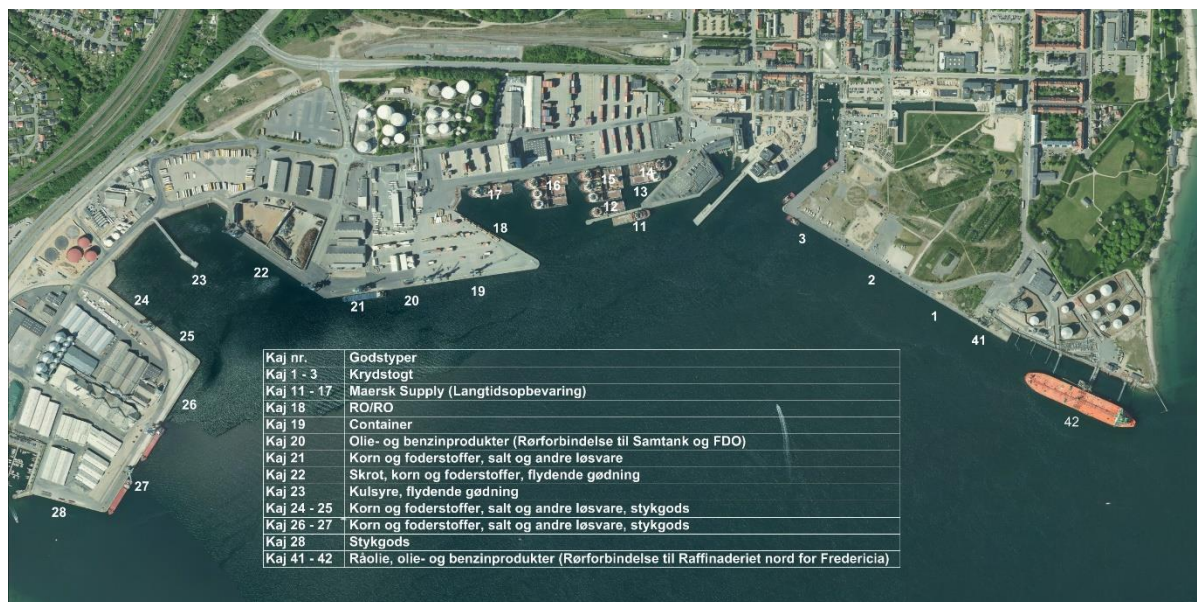 17
16
15
14
13
12
11
18
19
20
21
22
23
24
25
26
27
28
3
2
1
41
42
Kaj nr. Godstyper
Kaj 1 - 3 Krydstogt
Kaj 11 - 17 Maersk Supply (Langtidsopbevaring)
Kaj 18 RO/RO
Kaj 19 Container
Kaj 20 Olie- og benzinprodukter (Rørforbindelse til Samtank og FDO)
Kaj 21 Korn og foderstoffer, salt og andre løsvare
Kaj 22 Skrot, korn og foderstoffer, flydende gødning
Kaj 23 Kulsyre, flydende gødning
Kaj 24 - 25 Korn og foderstoffer, salt og andre løsvare, stykgods
Kaj 26 - 27 Korn og foderstoffer, salt og andre løsvare, stykgods
Kaj 28 Stykgods
Kaj 41 - 42 Råolie, olie- og benzinprodukter (Rørforbindelse til Raffinaderiet nord for Fredericia)